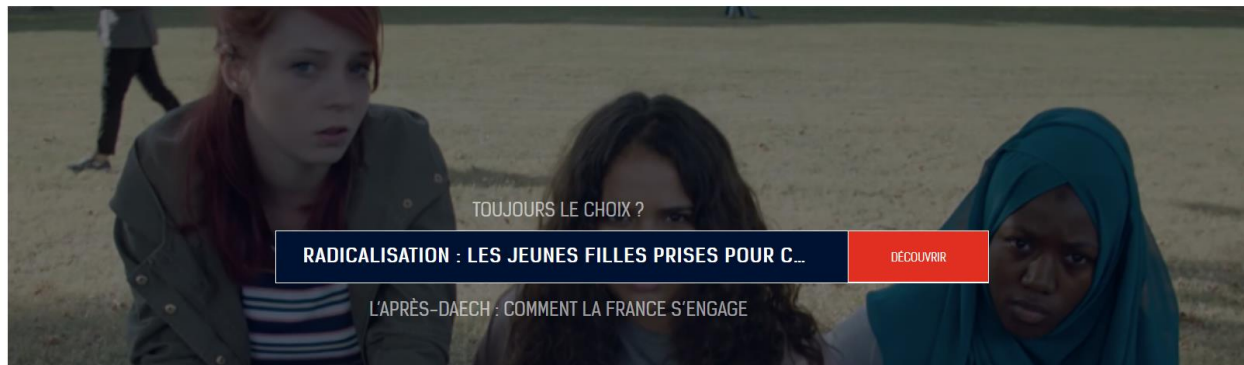 TOUJOURS LE CHOIX ?
RADICALISATION : LES JEUNES FILLES PRISES POUR C...
DÉCOUVRIR
L'APRÈS-DAECH : COMMENT LA FRANCE S'ENGAGE